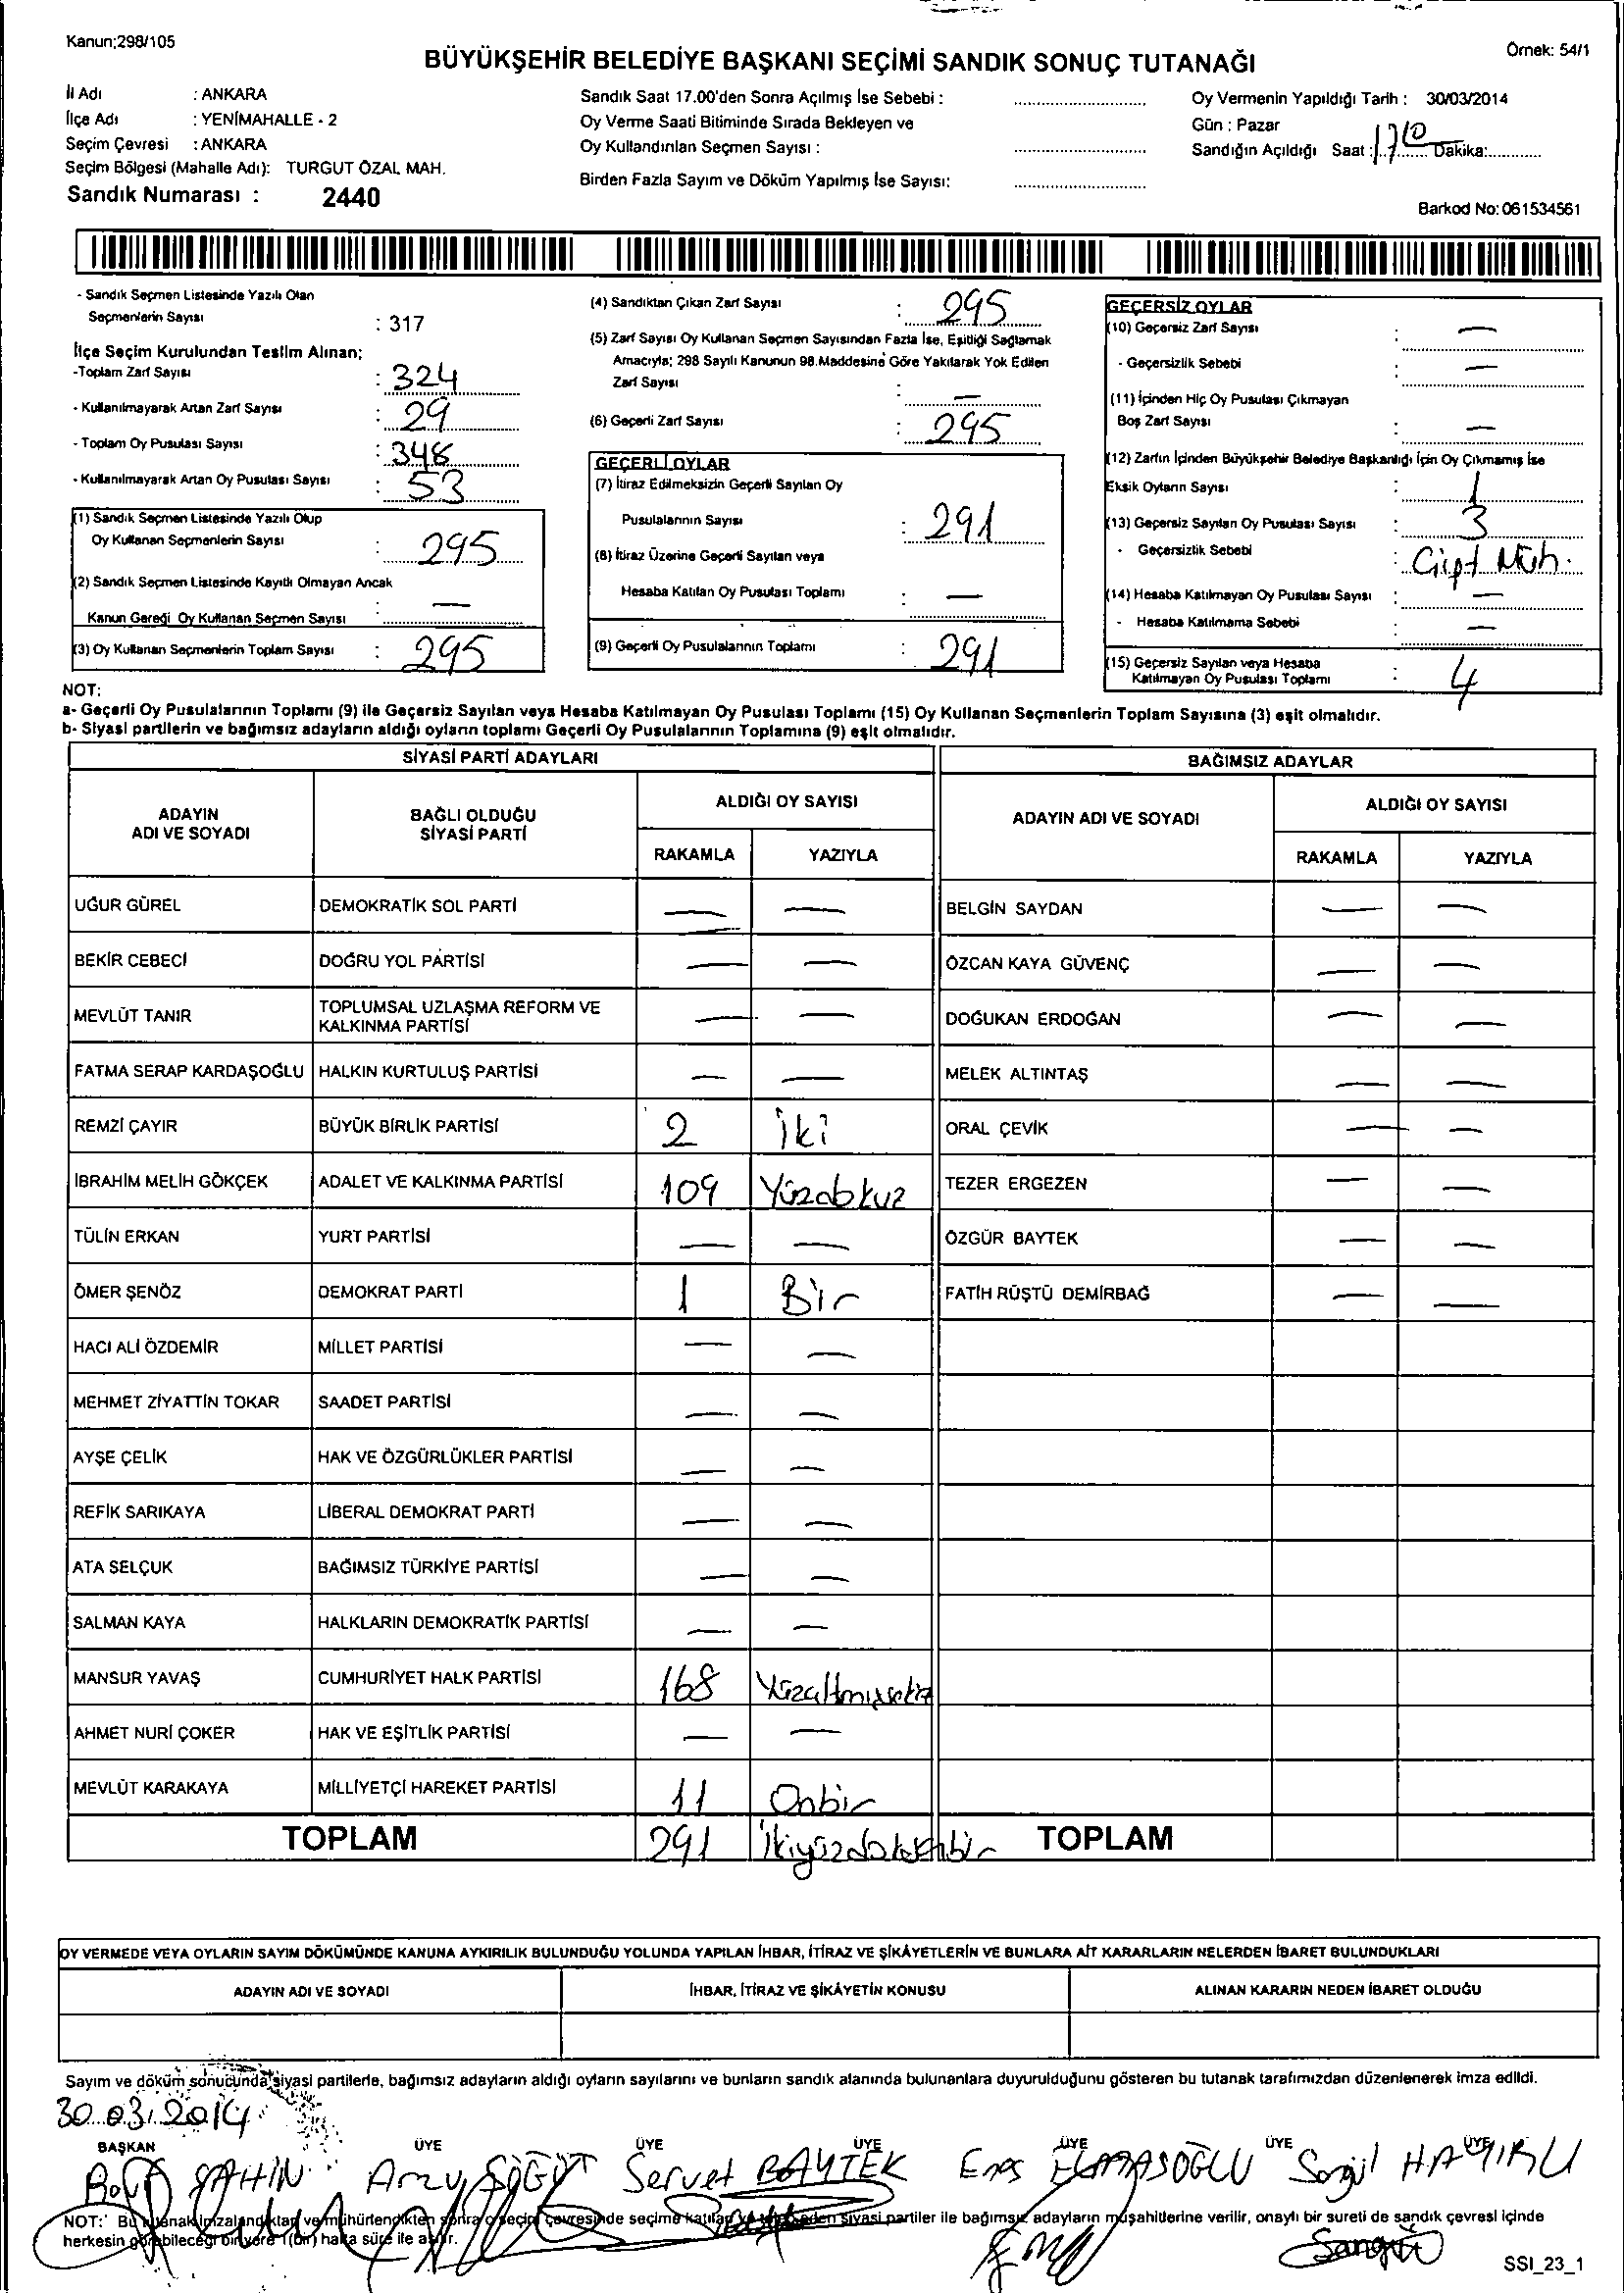 Kanun;298/105
Örnek: 54/1
BÜYÜKŞEHİR BELEDİYE BAŞKANI SEÇİMİ SANDIK SONUÇ TUTANAĞI
İl Adı : ANKARA
İlçe Adı : YENİMAHALLE - 2
Seçim Çevresi : ANKARA
Seçim Bölgesi (Mahalle Adı): TURGUT ÖZAL MAH.
Sandık Numarası : 2440
Sandık Saat 17.00'den Sonra Açılmış İse Sebebi :
Oy Verme Saati Bitiminde Sırada Bekleyen ve
Oy Kullandırılan Seçmen Sayısı :
Birden Fazla Sayım ve Döküm Yapılmış İse Sayısı:
Oy Vermenin Yapıldığı Tarih : 30/03/2014
Gün : Pazar
Sandığın Açıldığı Saat : 17 10 Dakika:
Barkod No: 061534561
- Sandık Seçmen Listesinde Yazılı Olan
Seçmenlerin Sayısı : 317
İlçe Seçim Kurulundan Teslim Alınan;
-Toplam Zarf Sayısı : 324
- Kullanılmayarak Artan Zarf Sayısı : 29
- Toplam Oy Pusulası Sayısı : 348
- Kullanılmayarak Artan Oy Pusulası Sayısı : 53
(1) Sandık Seçmen Listesinde Yazılı Olup
Oy Kullanan Seçmenlerin Sayısı : 295
(2) Sandık Seçmen Listesinde Kayıtlı Olmayan Ancak
Kanun Gereği Oy Kullanan Seçmen Sayısı : —
(3) Oy Kullanan Seçmenlerin Toplam Sayısı : 295
(4) Sandıktan Çıkan Zarf Sayısı : 295
(5) Zarf Sayısı Oy Kullanan Seçmen Sayısından Fazla İse, Eşitliği Sağlamak
Amacıyla; 298 Sayılı Kanunun 98.Maddesine Göre Yakılarak Yok Edilen
Zarf Sayısı : —
(6) Geçerli Zarf Sayısı : 295
GEÇERLİ OYLAR
(7) İtiraz Edilmeksizin Geçerli Sayılan Oy
Pusulalarının Sayısı : 291
(8) İtiraz Üzerine Geçerli Sayılan veya
Hesaba Katılan Oy Pusulası Toplamı : —
(9) Geçerli Oy Pusulalarının Toplamı : 291
GEÇERSİZ OYLAR
(10) Geçersiz Zarf Sayısı : —
- Geçersizlik Sebebi : —
(11) İçinden Hiç Oy Pusulası Çıkmayan
Boş Zarf Sayısı : —
(12) Zarfın İçinden Büyükşehir Belediye Başkanlığı İçin Oy Çıkmamış İse
Eksik Oyların Sayısı : 1
(13) Geçersiz Sayılan Oy Pusulası Sayısı : 3
- Geçersizlik Sebebi : Çift Müh.
(14) Hesaba Katılmayan Oy Pusulası Sayısı : —
- Hesaba Katılmama Sebebi : —
(15) Geçersiz Sayılan veya Hesaba
Katılmayan Oy Pusulası Toplamı : 4
NOT:
a- Geçerli Oy Pusulalarının Toplamı (9) ile Geçersiz Sayılan veya Hesaba Katılmayan Oy Pusulası Toplamı (15) Oy Kullanan Seçmenlerin Toplam Sayısına (3) eşit olmalıdır.
b- Siyasi partilerin ve bağımsız adayların aldığı oyların toplamı Geçerli Oy Pusulalarının Toplamına (9) eşit olmalıdır.
SİYASİ PARTİ ADAYLARI
ADAYIN ADI VE SOYADI BAĞLI OLDUĞU SİYASİ PARTİ ALDIĞI OY SAYISI
RAKAMLA YAZIYLA
UĞUR GÜREL DEMOKRATİK SOL PARTİ — —
BEKİR CEBECİ DOĞRU YOL PARTİSİ — —
MEVLÜT TANIR TOPLUMSAL UZLAŞMA REFORM VE KALKINMA PARTİSİ — —
FATMA SERAP KARDAŞOĞLU HALKIN KURTULUŞ PARTİSİ — —
REMZİ ÇAYIR BÜYÜK BİRLİK PARTİSİ 2 İki
İBRAHİM MELİH GÖKÇEK ADALET VE KALKINMA PARTİSİ 109 Yüzdokuz
TÜLİN ERKAN YURT PARTİSİ — —
ÖMER ŞENÖZ DEMOKRAT PARTİ 1 Bir
HACI ALİ ÖZDEMİR MİLLET PARTİSİ — —
MEHMET ZİYATTİN TOKAR SAADET PARTİSİ — —
AYŞE ÇELİK HAK VE ÖZGÜRLÜKLER PARTİSİ — —
REFİK SARIKAYA LİBERAL DEMOKRAT PARTİ — —
ATA SELÇUK BAĞIMSIZ TÜRKİYE PARTİSİ — —
SALMAN KAYA HALKLARIN DEMOKRATİK PARTİSİ — —
MANSUR YAVAŞ CUMHURİYET HALK PARTİSİ 168 Yüzaltmışsekiz
AHMET NURİ ÇOKER HAK VE EŞİTLİK PARTİSİ — —
MEVLÜT KARAKAYA MİLLİYETÇİ HAREKET PARTİSİ 11 Onbir
TOPLAM 291 İkiyüzdoksanbir
BAĞIMSIZ ADAYLAR
ADAYIN ADI VE SOYADI ALDIĞI OY SAYISI
RAKAMLA YAZIYLA
BELGİN SAYDAN — —
ÖZCAN KAYA GÜVENÇ — —
DOĞUKAN ERDOĞAN — —
MELEK ALTINTAŞ — —
ORAL ÇEVİK — —
TEZER ERGEZEN — —
ÖZGÜR BAYTEK — —
FATİH RÜŞTÜ DEMİRBAĞ — —
TOPLAM
OY VERMEDE VEYA OYLARIN SAYIM DÖKÜMÜNDE KANUNA AYKIRILIK BULUNDUĞU YOLUNDA YAPILAN İHBAR, İTİRAZ VE ŞİKÂYETLERİN VE BUNLARA AİT KARARLARIN NELERDEN İBARET BULUNDUKLARI
ADAYIN ADI VE SOYADI İHBAR, İTİRAZ VE ŞİKÂYETİN KONUSU ALINAN KARARIN NEDEN İBARET OLDUĞU
Sayım ve döküm sonucunda siyasi partilerle, bağımsız adayların aldığı oyların sayılarını ve bunların sandık alanında bulunanlara duyurulduğunu gösteren bu tutanak tarafımızdan düzenlenerek imza edildi.
30.03.2014
BAŞKAN ÜYE ÜYE ÜYE ÜYE ÜYE ÜYE
ŞAHİN Arzu SÖĞÜT Servet BAYTEK Enes Songül HAYIRLI
NOT: Bu tutanak imzalandıktan ve mühürlendikten sonra o seçim çevresinde seçime katılan ve siyasi partiler ile bağımsız adayların müşahitlerine verilir, onaylı bir sureti de sandık çevresi içinde
herkesin görebileceği bir yere 1 (bir) hafta süre ile asılır.
SSI_23_1